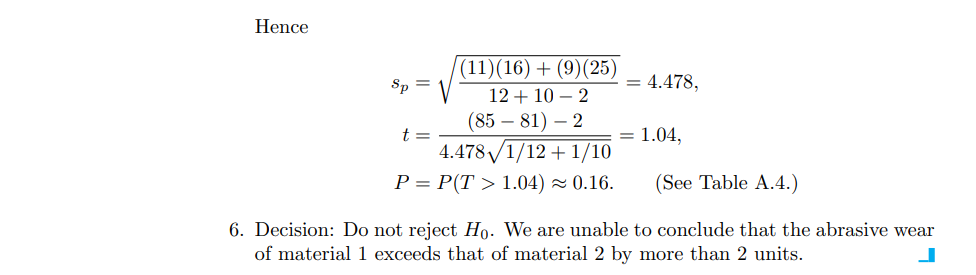 Hence
s_p = √((11)(16) + (9)(25) / 12 + 10 − 2) = 4.478,
t = (85 − 81) − 2 / 4.478√(1/12 + 1/10) = 1.04,
P = P(T > 1.04) ≈ 0.16. (See Table A.4.)
6. Decision: Do not reject H₀. We are unable to conclude that the abrasive wear
of material 1 exceeds that of material 2 by more than 2 units.